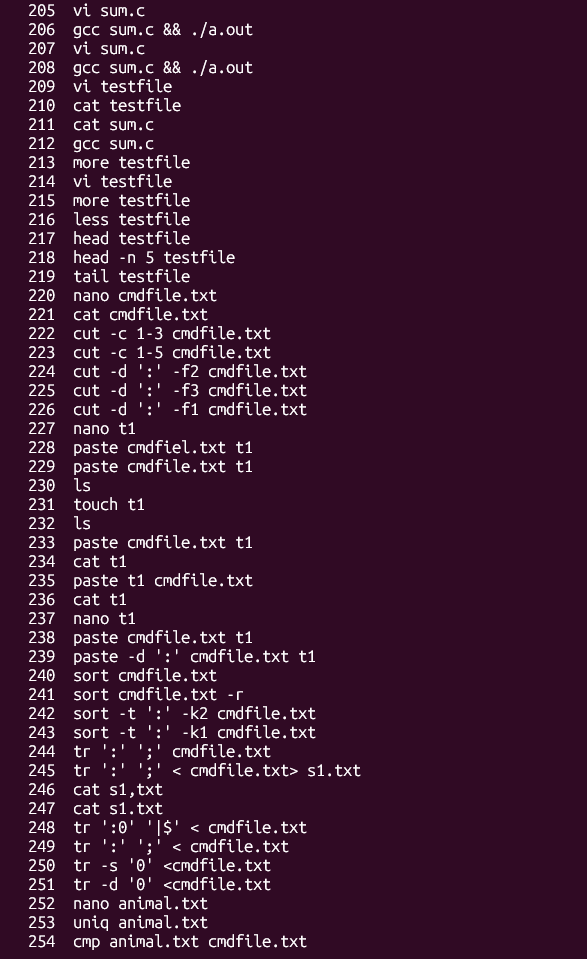 205 vi sum.c
206 gcc sum.c && ./a.out
207 vi sum.c
208 gcc sum.c && ./a.out
209 vi testfile
210 cat testfile
211 cat sum.c
212 gcc sum.c
213 more testfile
214 vi testfile
215 more testfile
216 less testfile
217 head testfile
218 head -n 5 testfile
219 tail testfile
220 nano cmdfile.txt
221 cat cmdfile.txt
222 cut -c 1-3 cmdfile.txt
223 cut -c 1-5 cmdfile.txt
224 cut -d ':' -f2 cmdfile.txt
225 cut -d ':' -f3 cmdfile.txt
226 cut -d ':' -f1 cmdfile.txt
227 nano t1
228 paste cmdfiel.txt t1
229 paste cmdfile.txt t1
230 ls
231 touch t1
232 ls
233 paste cmdfile.txt t1
234 cat t1
235 paste t1 cmdfile.txt
236 cat t1
237 nano t1
238 paste cmdfile.txt t1
239 paste -d ':' cmdfile.txt t1
240 sort cmdfile.txt
241 sort cmdfile.txt -r
242 sort -t ':' -k2 cmdfile.txt
243 sort -t ':' -k1 cmdfile.txt
244 tr ':' ';' cmdfile.txt
245 tr ':' ';' < cmdfile.txt> s1.txt
246 cat s1,txt
247 cat s1.txt
248 tr ':0' '|$' < cmdfile.txt
249 tr ':' ';' < cmdfile.txt
250 tr -s '0' <cmdfile.txt
251 tr -d '0' <cmdfile.txt
252 nano animal.txt
253 uniq animal.txt
254 cmp animal.txt cmdfile.txt